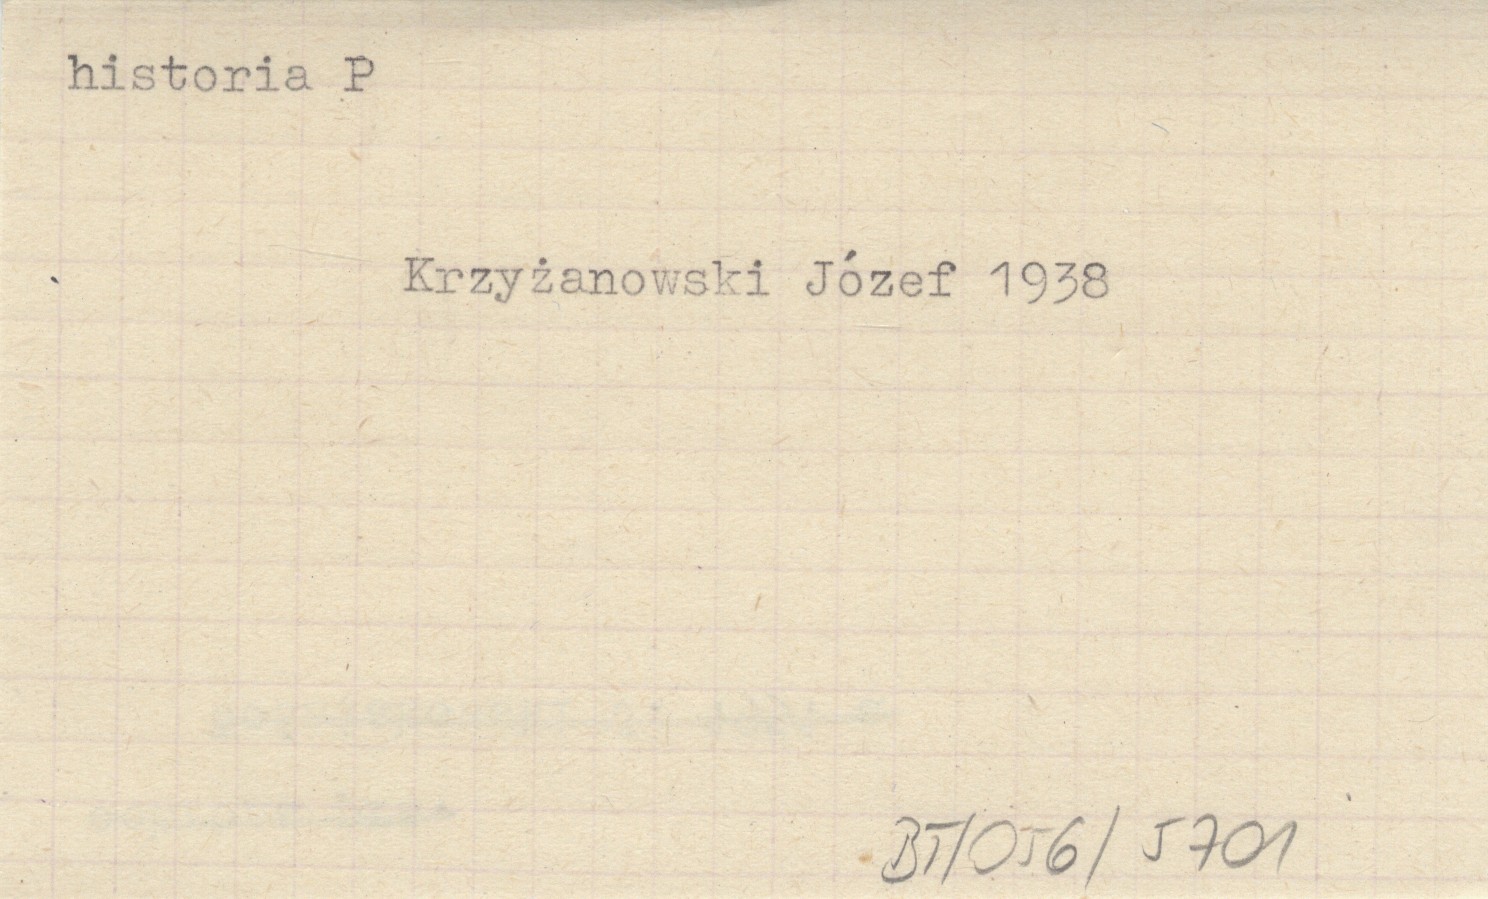 historia P
Krzyżanowski Józef 1938
BT/056/5701